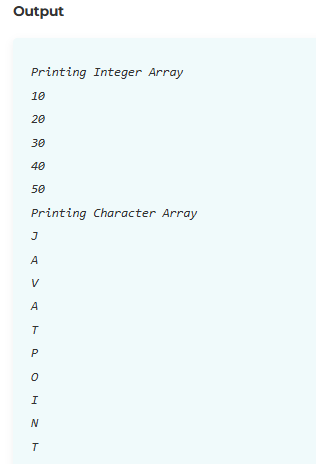 Output
Printing Integer Array
10
20
30
40
50
Printing Character Array
J
A
V
A
T
P
O
I
N
T